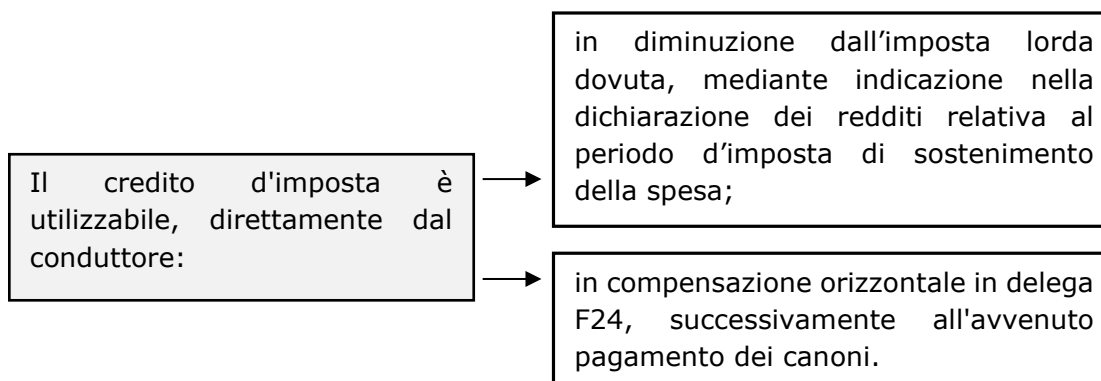 Il credito d'imposta è
utilizzabile, direttamente dal
conduttore:
in diminuzione dall’imposta lorda
dovuta, mediante indicazione nella
dichiarazione dei redditi relativa al
periodo d’imposta di sostenimento
della spesa;
in compensazione orizzontale in delega
F24, successivamente all'avvenuto
pagamento dei canoni.